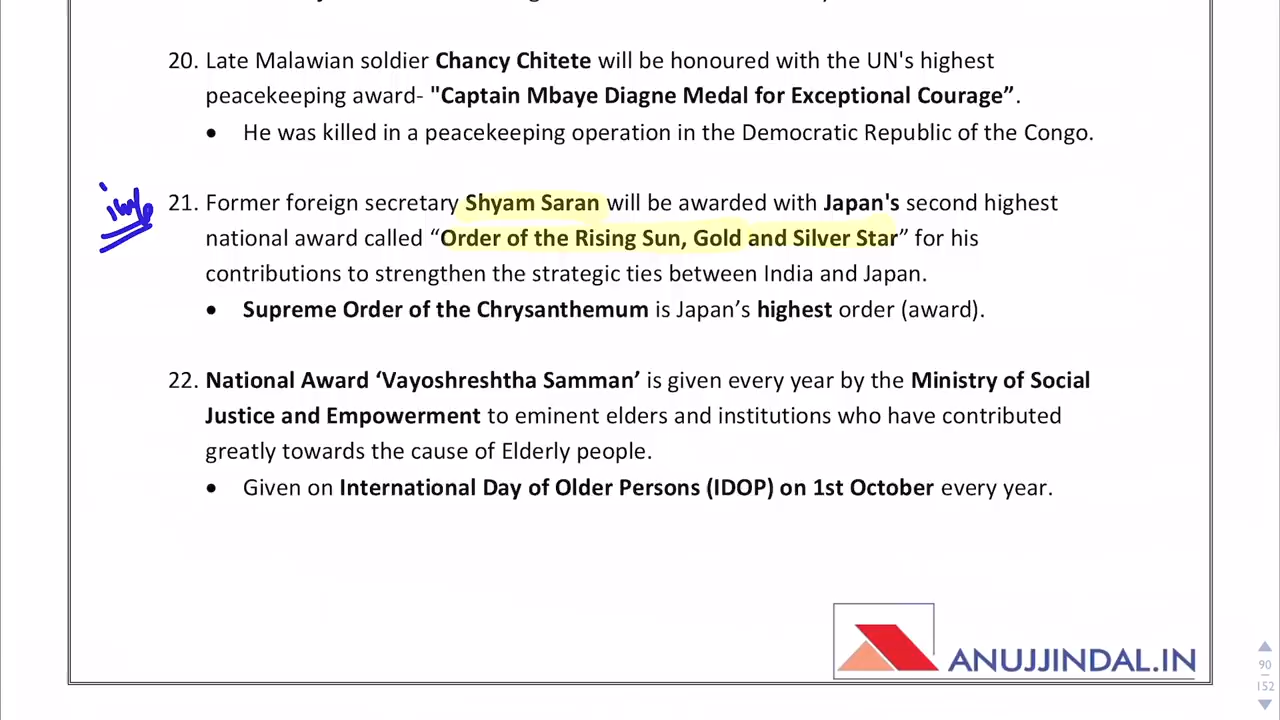 20. Late Malawian soldier Chancy Chitete will be honoured with the UN's highest
peacekeeping award- "Captain Mbaye Diagne Medal for Exceptional Courage”.
• He was killed in a peacekeeping operation in the Democratic Republic of the Congo.
imp
21. Former foreign secretary Shyam Saran will be awarded with Japan's second highest
national award called “Order of the Rising Sun, Gold and Silver Star” for his
contributions to strengthen the strategic ties between India and Japan.
• Supreme Order of the Chrysanthemum is Japan’s highest order (award).
22. National Award ‘Vayoshreshtha Samman’ is given every year by the Ministry of Social
Justice and Empowerment to eminent elders and institutions who have contributed
greatly towards the cause of Elderly people.
• Given on International Day of Older Persons (IDOP) on 1st October every year.
ANUJJINDAL.IN
90
152